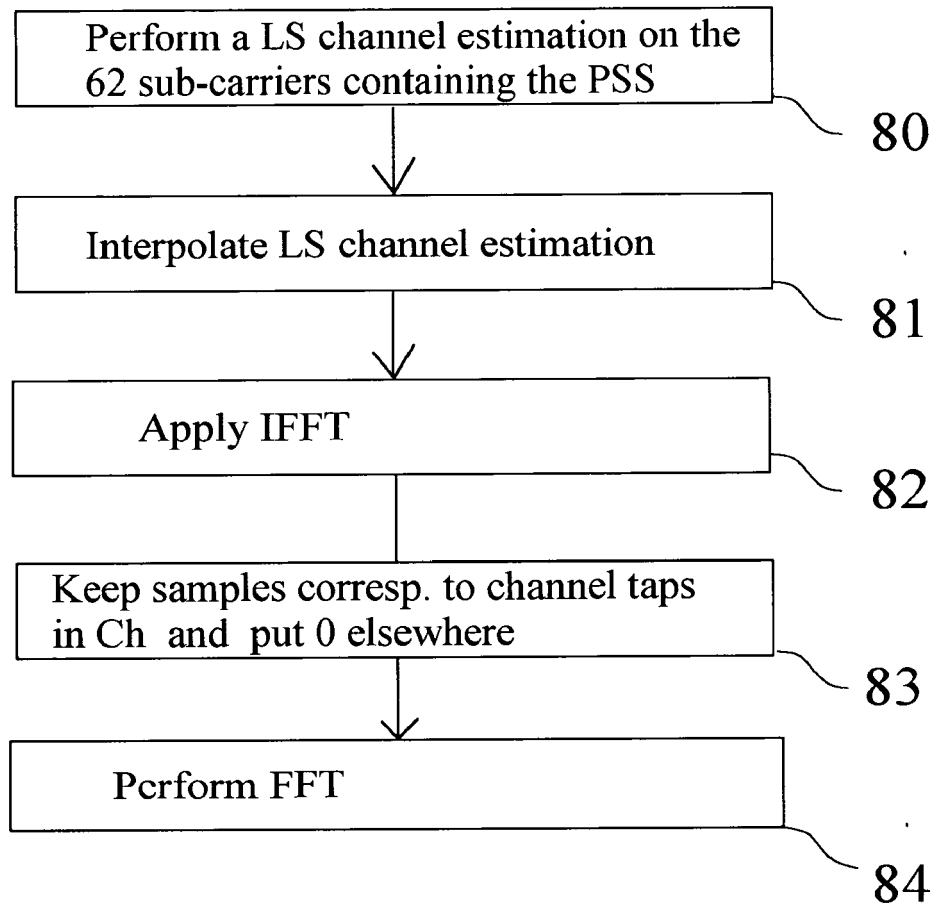 Perform a LS channel estimation on the
62 sub-carriers containing the PSS
80
Interpolate LS channel estimation
81
Apply IFFT
82
Keep samples corresp. to channel taps
in Ch and put 0 elsewhere
83
Perform FFT
84